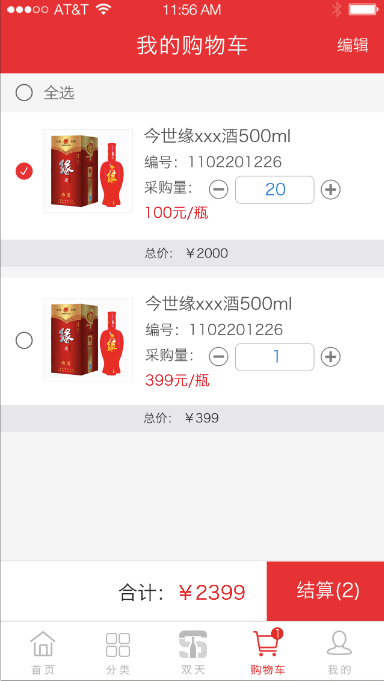 AT&T 11:56 AM
我的购物车 编辑
全选
今世缘xxx酒500ml
编号：1102201226
采购量： 20
100元/瓶
总价： ￥2000
今世缘xxx酒500ml
编号：1102201226
采购量： 1
399元/瓶
总价： ￥399
合计：￥2399 结算(2)
1
首页 分类 双天 购物车 我的
缘
缘
缘
缘